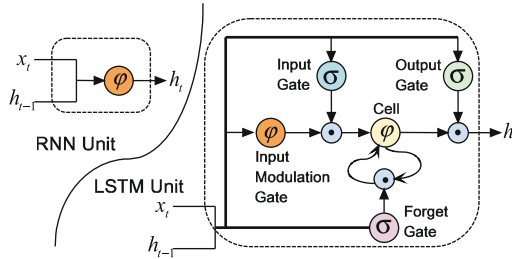 x_t
φ
h_t
h_{t-1}
RNN Unit
Input
Gate
σ
Output
Gate
σ
Cell
φ
φ
h
Input
Modulation
Gate
LSTM Unit
x_t
h_{t-1}
σ
Forget
Gate